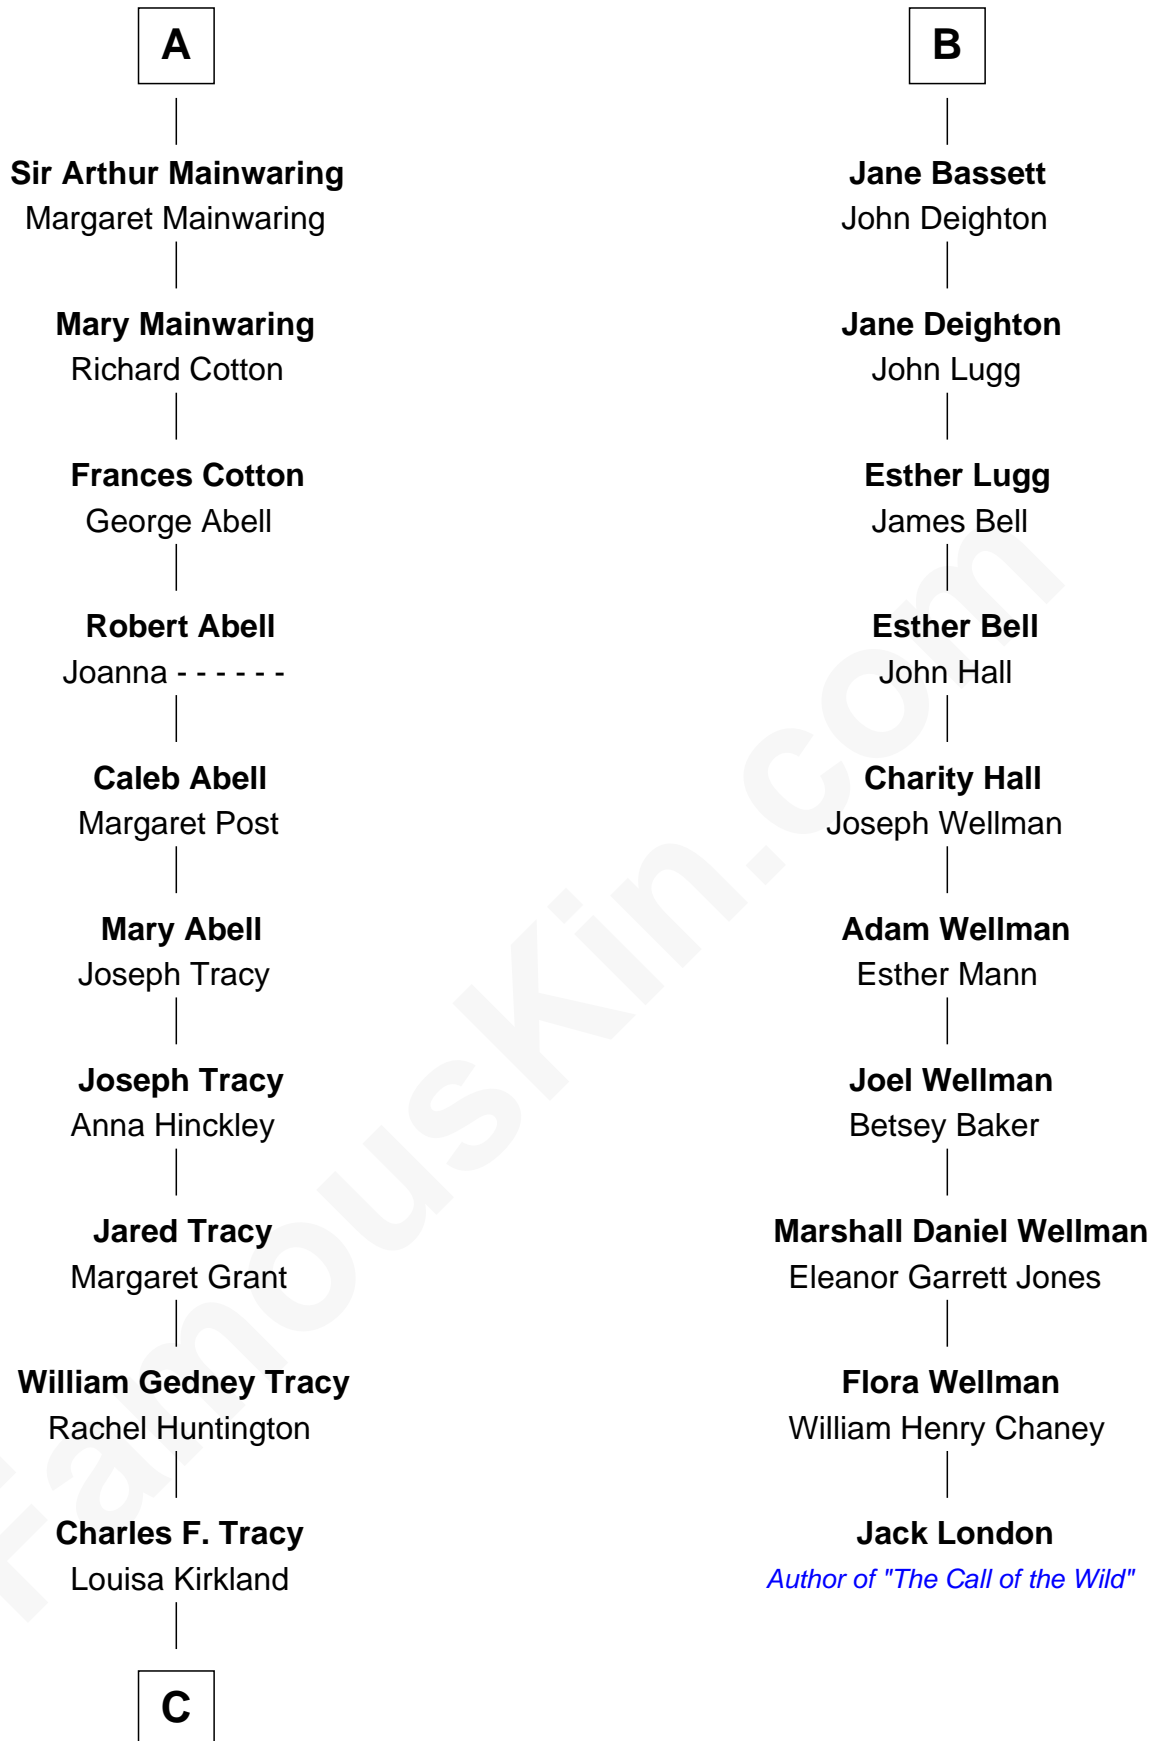 A
Sir Arthur Mainwaring
Margaret Mainwaring
Mary Mainwaring
Richard Cotton
Frances Cotton
George Abell
Robert Abell
Joanna - - - - - -
Caleb Abell
Margaret Post
Mary Abell
Joseph Tracy
Joseph Tracy
Anna Hinckley
Jared Tracy
Margaret Grant
William Gedney Tracy
Rachel Huntington
Charles F. Tracy
Louisa Kirkland
C
B
Jane Bassett
John Deighton
Jane Deighton
John Lugg
Esther Lugg
James Bell
Esther Bell
John Hall
Charity Hall
Joseph Wellman
Adam Wellman
Esther Mann
Joel Wellman
Betsey Baker
Marshall Daniel Wellman
Eleanor Garrett Jones
Flora Wellman
William Henry Chaney
Jack London
Author of "The Call of the Wild"
FamousKin.com